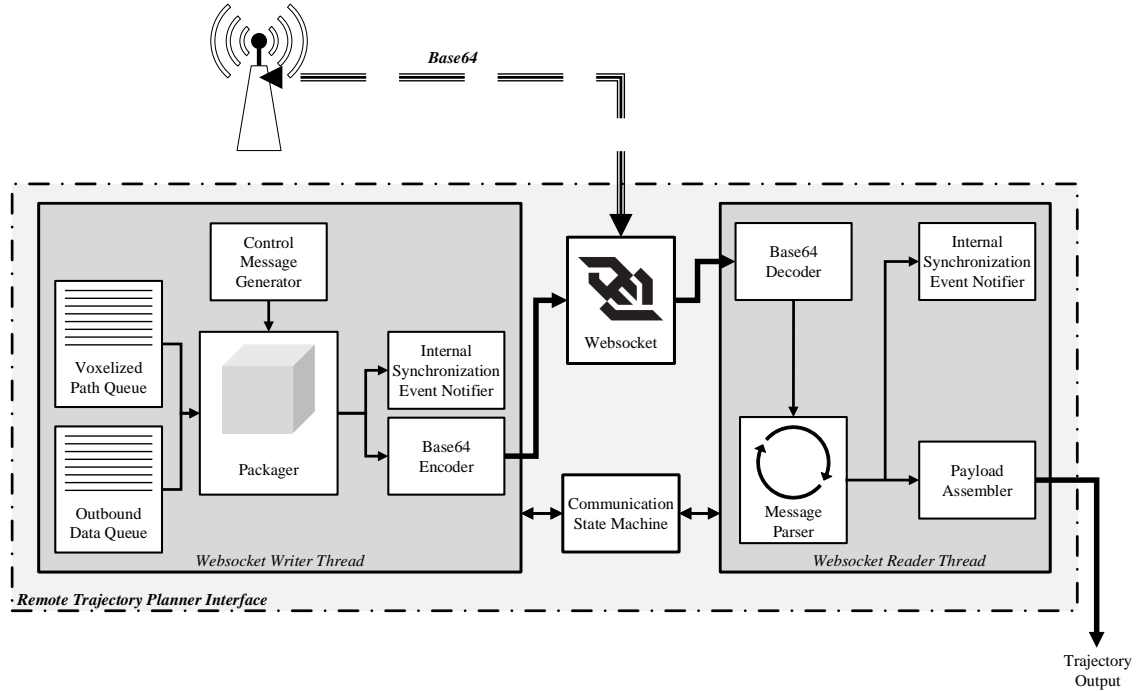 Base64
Control
Message
Generator
Voxelized
Path Queue
Outbound
Data Queue
Packager
Internal
Synchronization
Event Notifier
Base64
Encoder
Websocket Writer Thread
Websocket
Communication
State Machine
Base64
Decoder
Internal
Synchronization
Event Notifier
Message
Parser
Payload
Assembler
Websocket Reader Thread
Remote Trajectory Planner Interface
Trajectory
Output